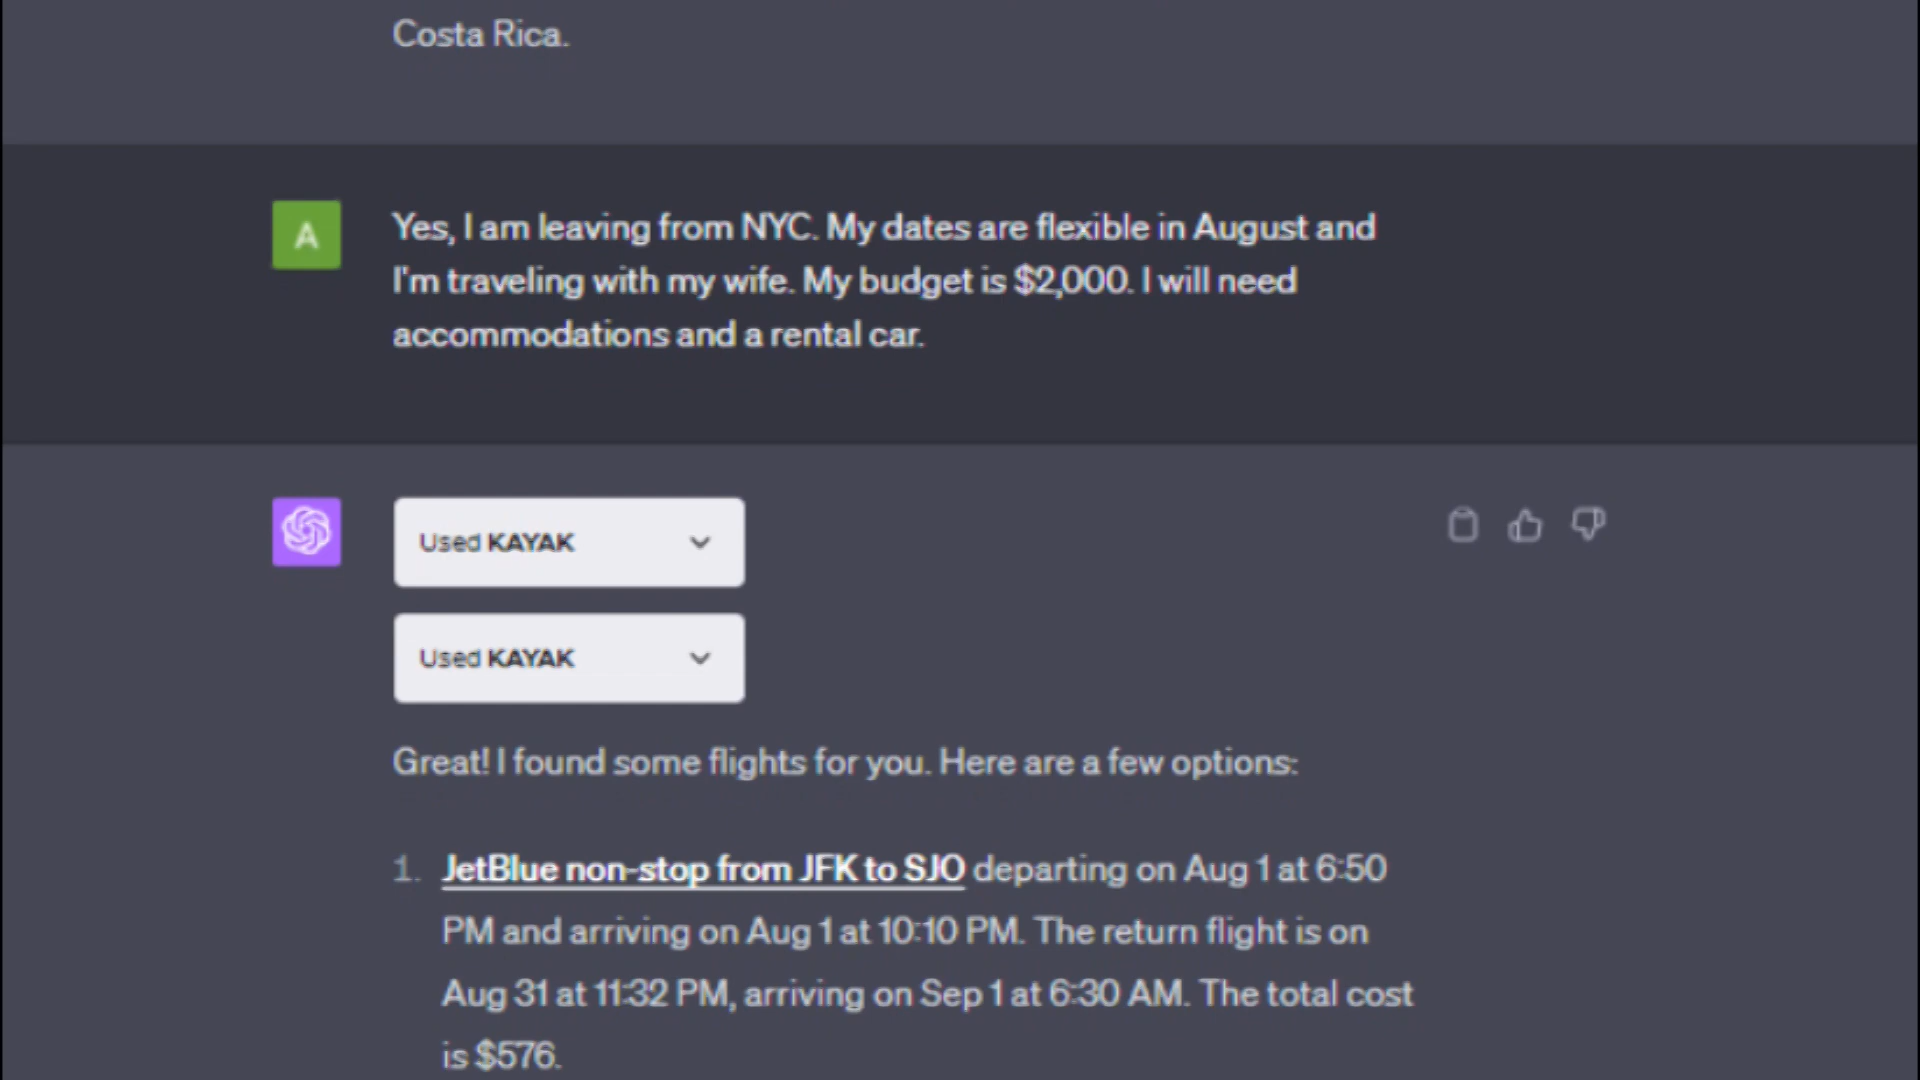 Costa Rica.
A
Yes, I am leaving from NYC. My dates are flexible in August and
I'm traveling with my wife. My budget is $2,000. I will need
accommodations and a rental car.
Used KAYAK
Used KAYAK
Great! I found some flights for you. Here are a few options:
1. JetBlue non-stop from JFK to SJO departing on Aug 1 at 6:50
PM and arriving on Aug 1 at 10:10 PM. The return flight is on
Aug 31 at 11:32 PM, arriving on Sep 1 at 6:30 AM. The total cost
is $576.